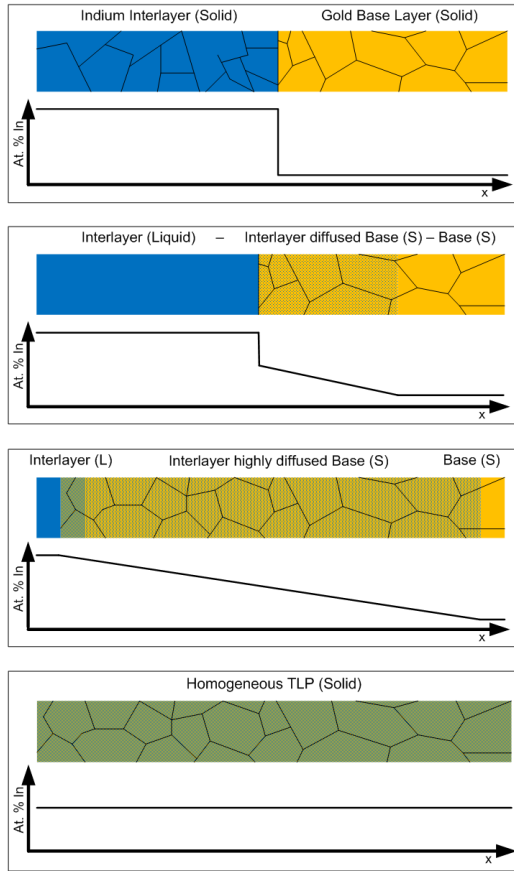 Indium Interlayer (Solid) Gold Base Layer (Solid)
At. % In
x
Interlayer (Liquid) – Interlayer diffused Base (S) – Base (S)
At. % In
x
Interlayer (L) Interlayer highly diffused Base (S) Base (S)
At. % In
x
Homogeneous TLP (Solid)
At. % In
x